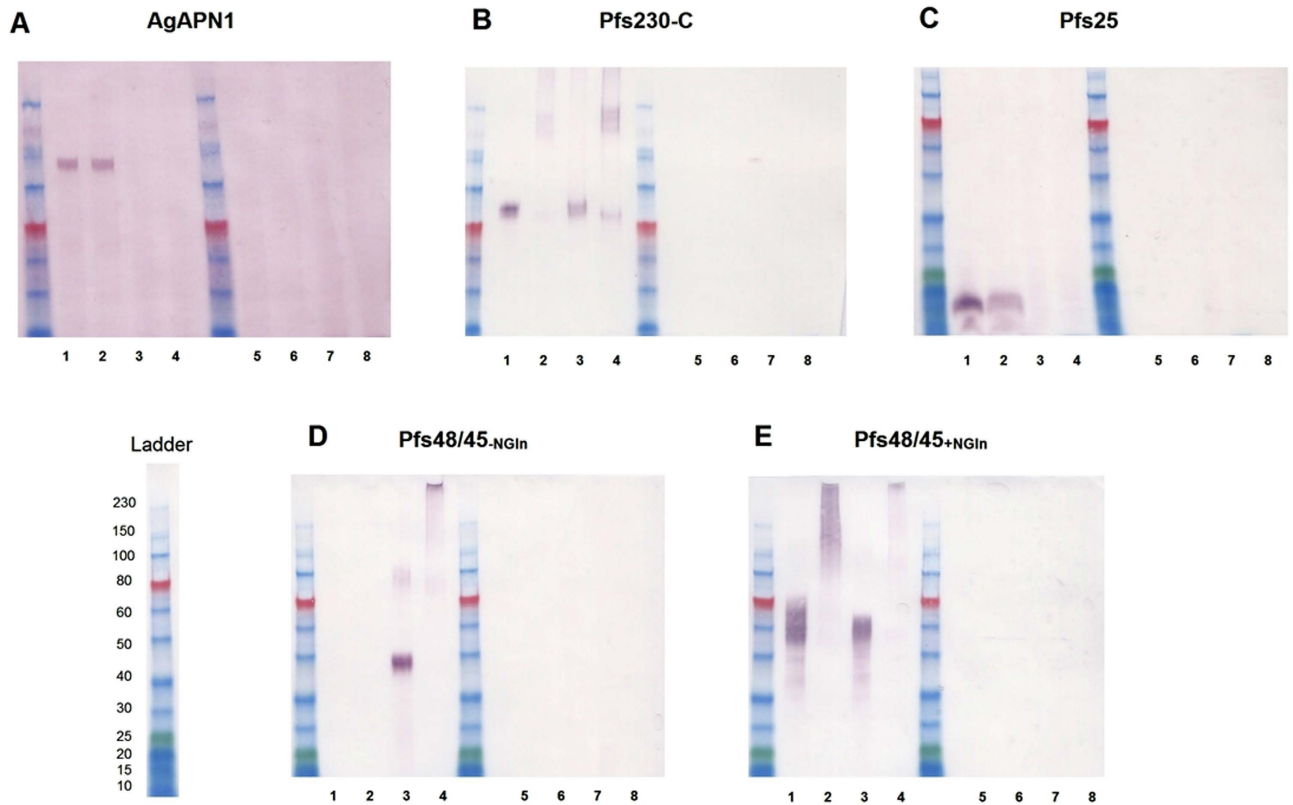 A AgAPN1
B Pfs230-C
C Pfs25
1 2 3 4 5 6 7 8
1 2 3 4 5 6 7 8
1 2 3 4 5 6 7 8
Ladder
230
150
100
80
60
50
40
30
25
20
15
10
D Pfs48/45-NGln
1 2 3 4 5 6 7 8
E Pfs48/45+NGln
1 2 3 4 5 6 7 8